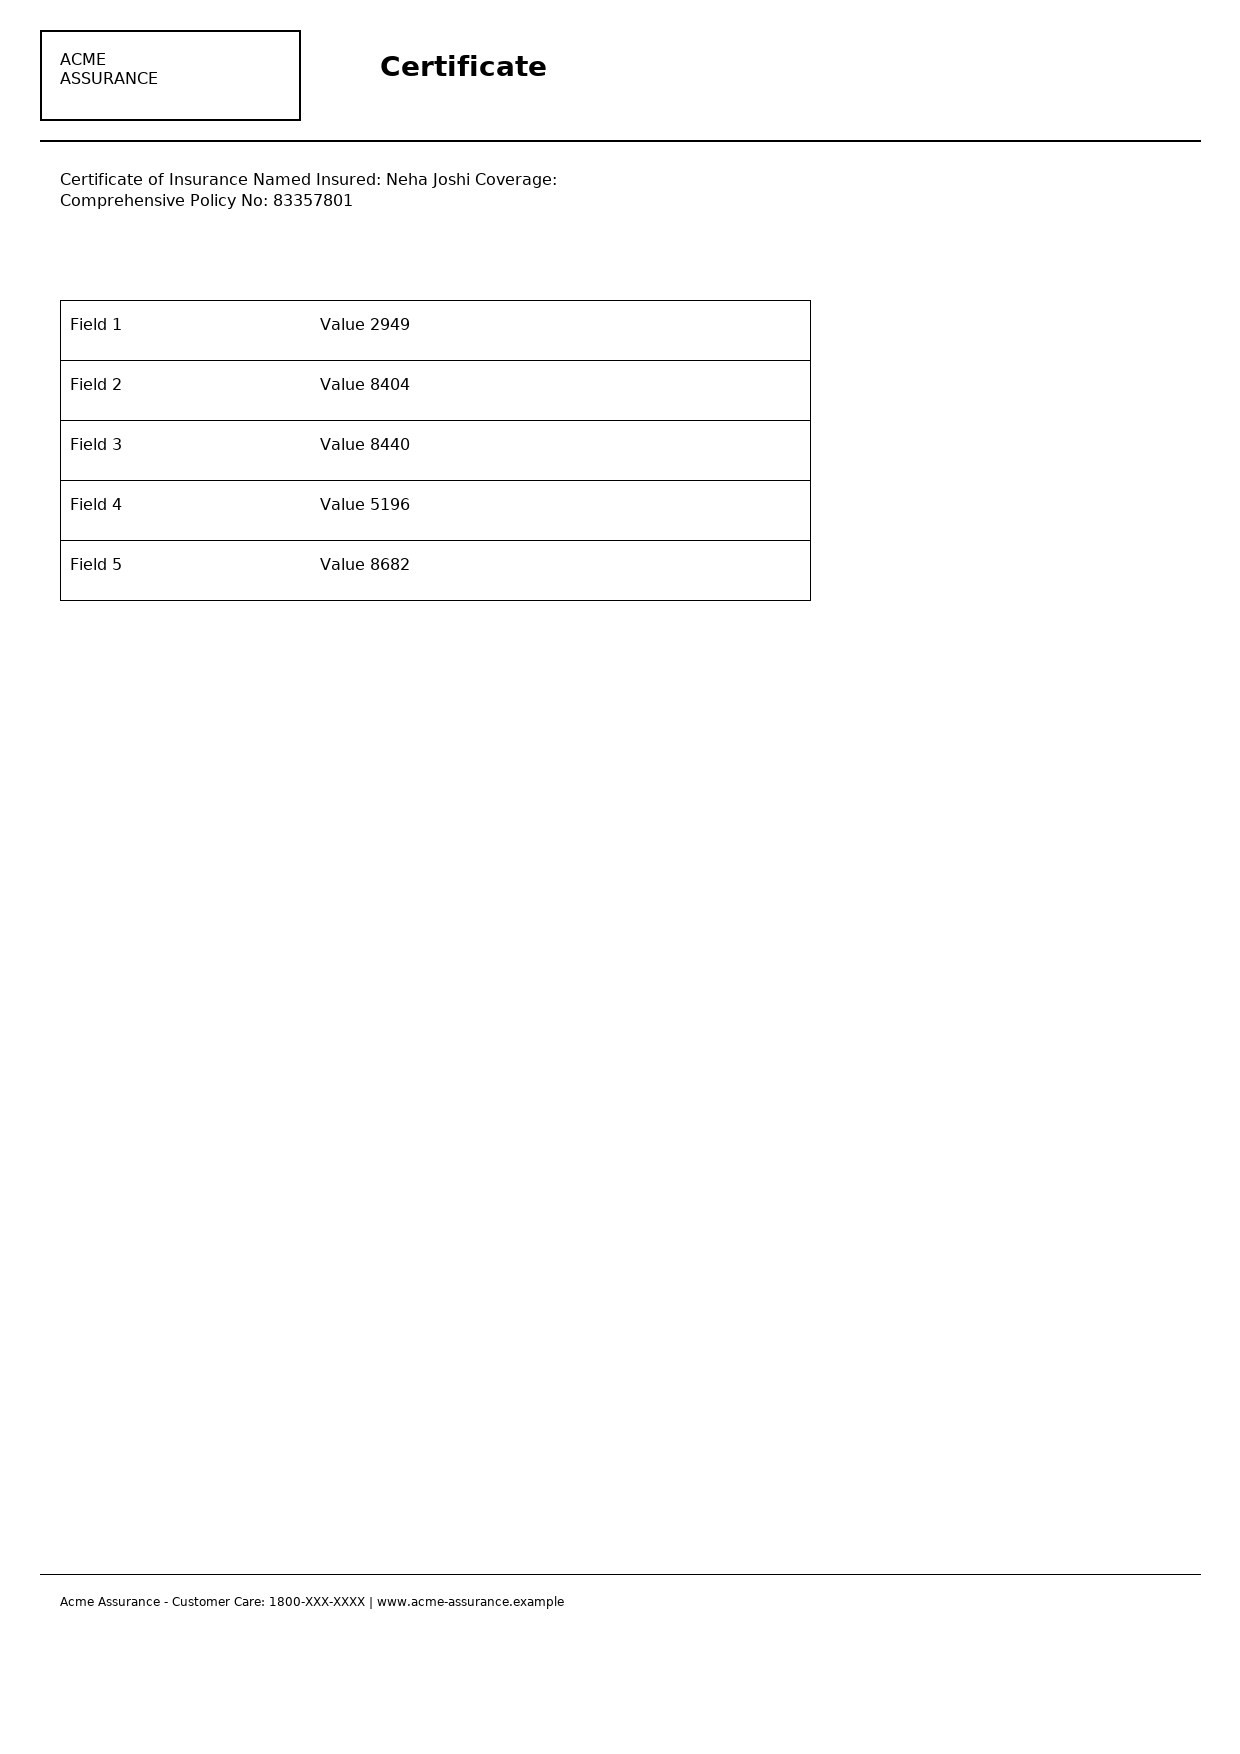 ACME
ASSURANCE
Certificate
Certificate of Insurance Named Insured: Neha Joshi Coverage:
Comprehensive Policy No: 83357801
Field 1 Value 2949
Field 2 Value 8404
Field 3 Value 8440
Field 4 Value 5196
Field 5 Value 8682
Acme Assurance - Customer Care: 1800-XXX-XXXX | www.acme-assurance.example